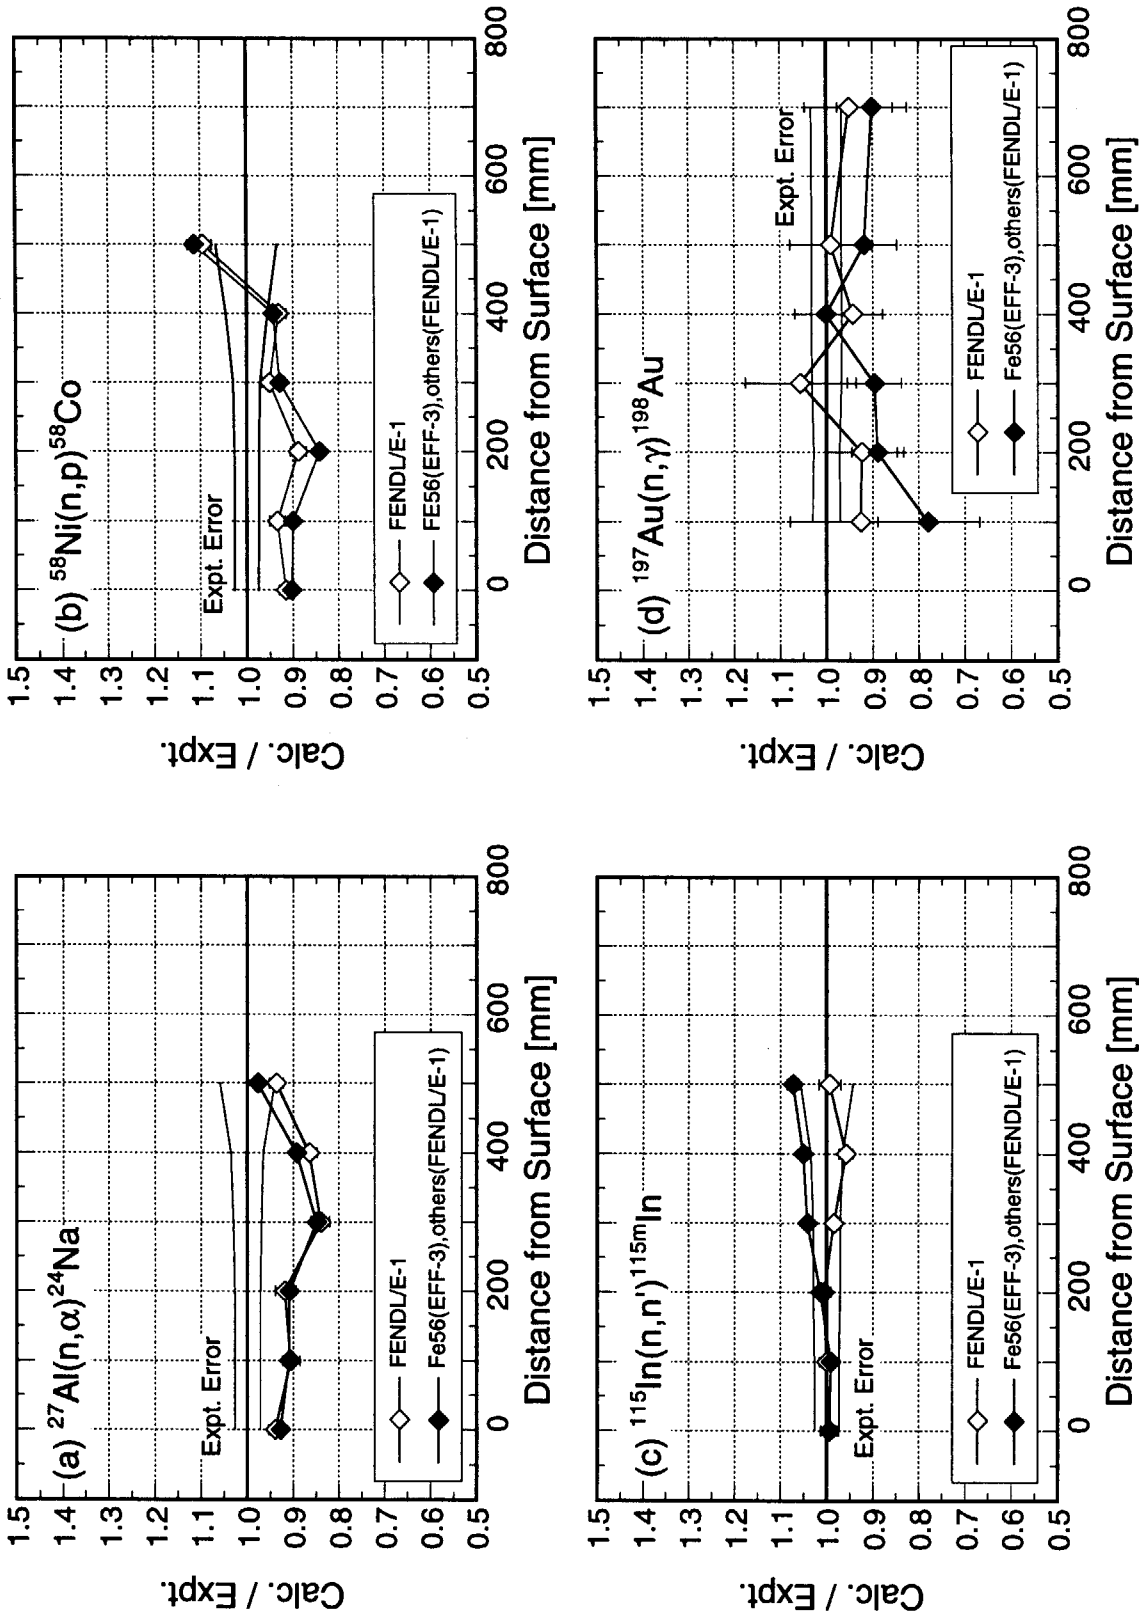 (a) ²⁷Al(n,α)²⁴Na
1.5
1.4
1.3
1.2
1.1
1.0
0.9
0.8
0.7
0.6
0.5
Calc. / Expt.
Expt. Error
FENDL/E-1
Fe56(EFF-3),others(FENDL/E-1)
0 200 400 600 800
Distance from Surface [mm]
(b) ⁵⁸Ni(n,p)⁵⁸Co
1.5
1.4
1.3
1.2
1.1
1.0
0.9
0.8
0.7
0.6
0.5
Calc. / Expt.
Expt. Error
FENDL/E-1
FE56(EFF-3),others(FENDL/E-1)
0 200 400 600 800
Distance from Surface [mm]
(c) ¹¹⁵In(n,n')¹¹⁵ᵐIn
1.5
1.4
1.3
1.2
1.1
1.0
0.9
0.8
0.7
0.6
0.5
Calc. / Expt.
Expt. Error
FENDL/E-1
Fe56(EFF-3),others(FENDL/E-1)
0 200 400 600 800
Distance from Surface [mm]
(d) ¹⁹⁷Au(n,γ)¹⁹⁸Au
1.5
1.4
1.3
1.2
1.1
1.0
0.9
0.8
0.7
0.6
0.5
Calc. / Expt.
Expt. Error
FENDL/E-1
Fe56(EFF-3),others(FENDL/E-1)
0 200 400 600 800
Distance from Surface [mm]